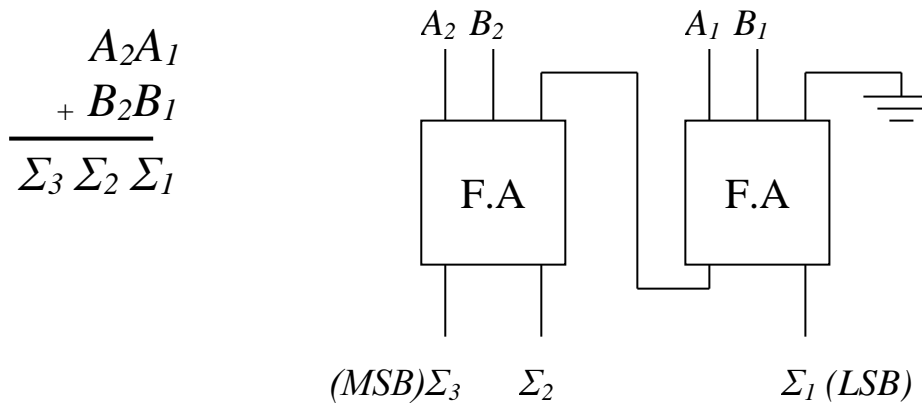 A₂A₁
+ B₂B₁
Σ₃ Σ₂ Σ₁
A₂ B₂ A₁ B₁
F.A F.A
(MSB)Σ₃ Σ₂ Σ₁ (LSB)